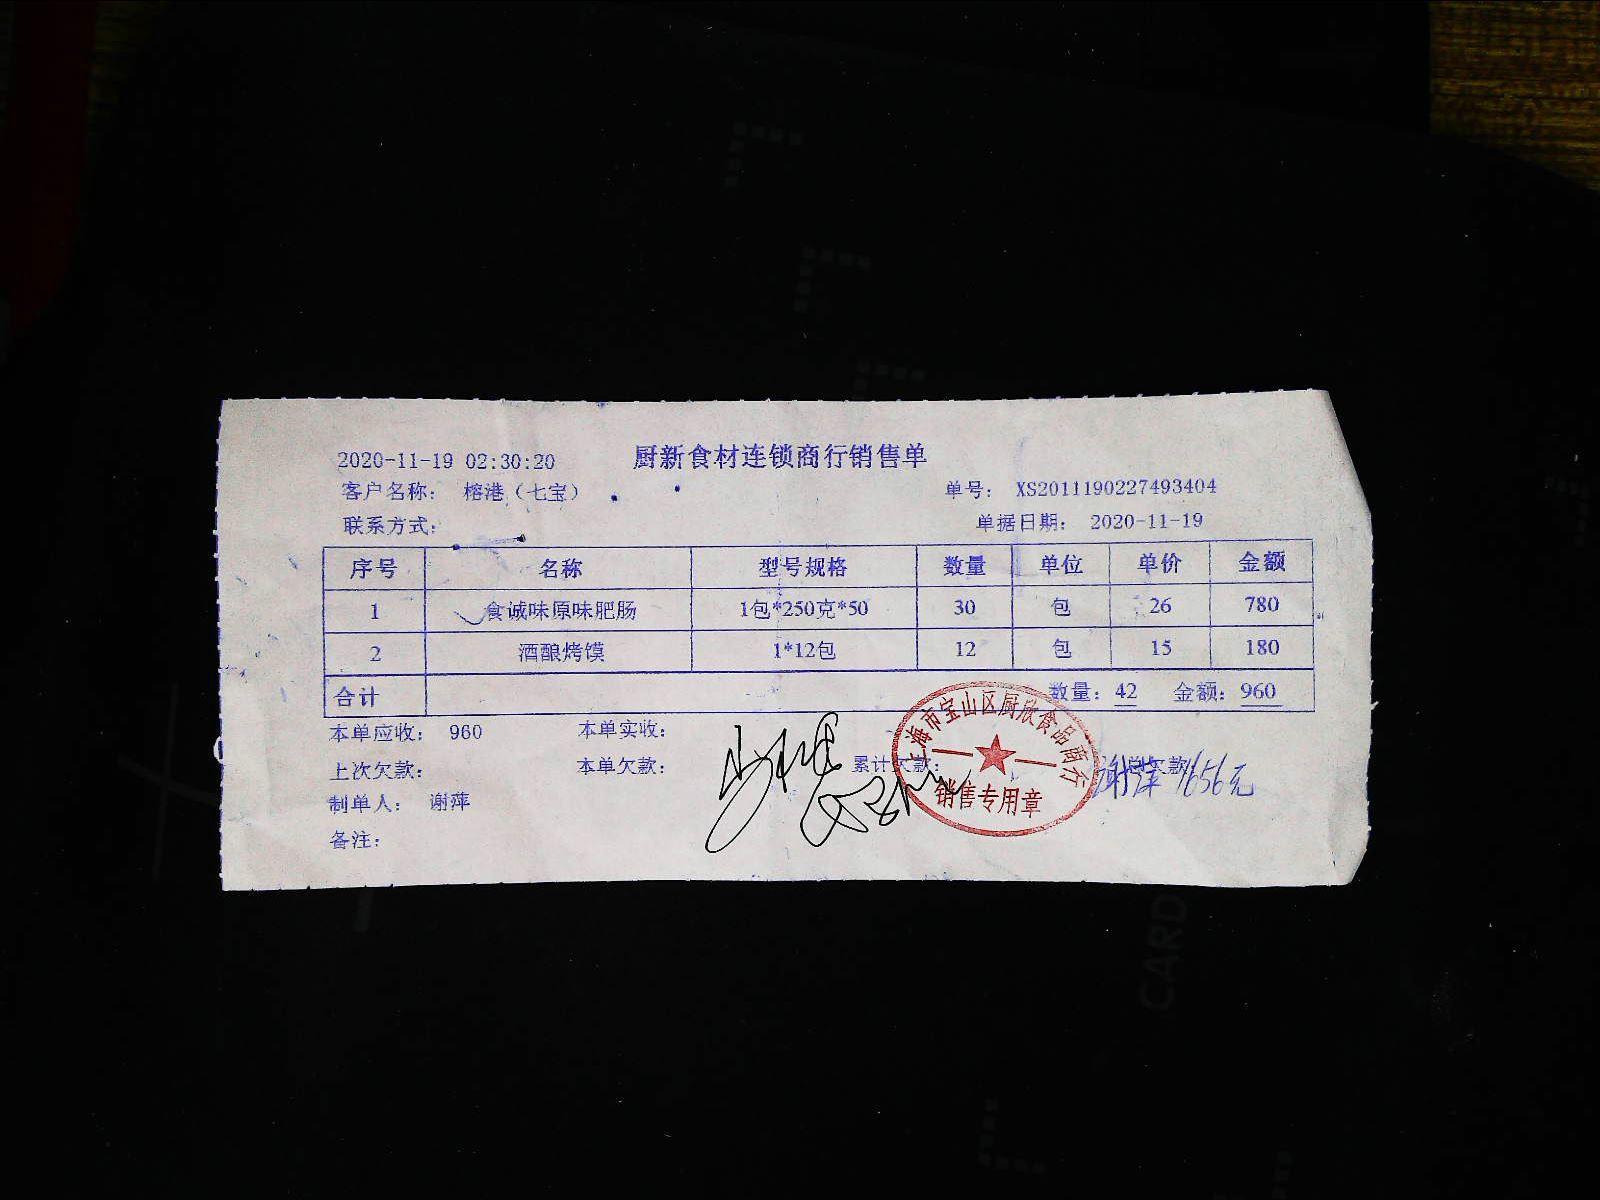 2020-11-19 02:30:20
厨新食材连锁商行销售单
客户名称: 榕港（七宝）
单号: XS2011190227493404
联系方式:
单据日期: 2020-11-19
序号 名称 型号规格 数量 单位 单价 金额
1 食诚味原味肥肠 1包*250克*50 30 包 26 780
2 酒酿烤馍 1*12包 12 包 15 180
合计 数量: 42 金额: 960
本单应收: 960 本单实收:
上次欠款: 本单欠款: 累计欠款:
制单人: 谢萍
备注:
上海市宝山区厨欣食品商行
销售专用章
谢萍 1656元
CARD